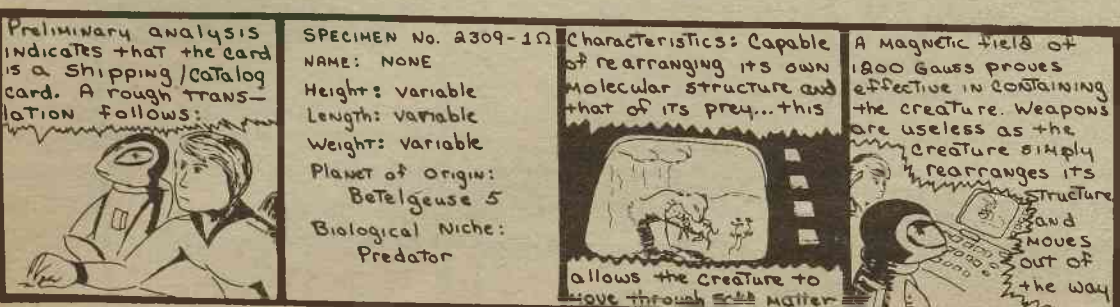 Preliminary analysis
indicates that the card
is a shipping/catalog
card. A rough trans-
lation follows:
SPECIMEN No. 2309-1Ω
NAME: NONE
Height: variable
Length: variable
Weight: variable
Planet of Origin:
Betelgeuse 5
Biological Niche:
Predator
Characteristics: Capable
of rearranging its own
molecular structure and
that of its prey...this
allows the creature to
move through solid matter
A magnetic field of
1200 Gauss proves
effective in containing
the creature. Weapons
are useless as the
creature simply
rearranges its
structure
and
moves
out of
the way